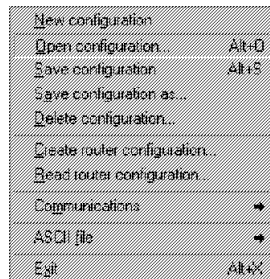 New configuration
Open configuration... Alt+O
Save configuration Alt+S
Save configuration as...
Delete configuration...
Create router configuration...
Read router configuration...
Communications
ASCII file
Exit Alt+X